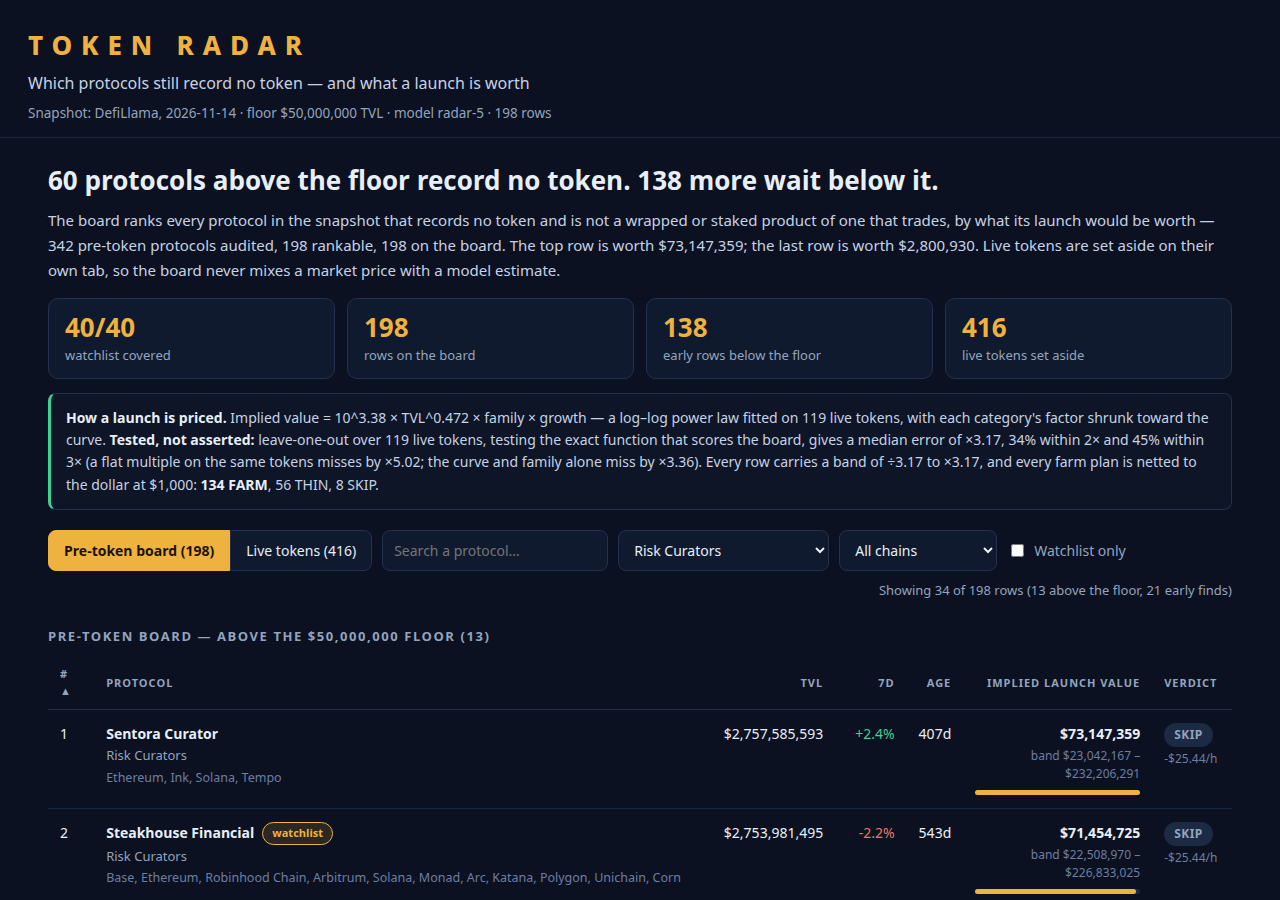 TOKEN RADAR
Which protocols still record no token — and what a launch is worth
Snapshot: DefiLlama, 2026-11-14 · floor $50,000,000 TVL · model radar-5 · 198 rows
60 protocols above the floor record no token. 138 more wait below it.
The board ranks every protocol in the snapshot that records no token and is not a wrapped or staked product of one that trades, by what its launch would be worth —
342 pre-token protocols audited, 198 rankable, 198 on the board. The top row is worth $73,147,359; the last row is worth $2,800,930. Live tokens are set aside on their
own tab, so the board never mixes a market price with a model estimate.
40/40
watchlist covered
198
rows on the board
138
early rows below the floor
416
live tokens set aside
How a launch is priced. Implied value = 10^3.38 × TVL^0.472 × family × growth — a log–log power law fitted on 119 live tokens, with each category's factor shrunk toward the
curve. Tested, not asserted: leave-one-out over 119 live tokens, testing the exact function that scores the board, gives a median error of ×3.17, 34% within 2× and 45% within
3× (a flat multiple on the same tokens misses by ×5.02; the curve and family alone miss by ×3.36). Every row carries a band of ÷3.17 to ×3.17, and every farm plan is netted to
the dollar at $1,000: 134 FARM, 56 THIN, 8 SKIP.
Pre-token board (198) Live tokens (416) Search a protocol... Risk Curators All chains Watchlist only
Showing 34 of 198 rows (13 above the floor, 21 early finds)
PRE-TOKEN BOARD — ABOVE THE $50,000,000 FLOOR (13)
# ▲ PROTOCOL TVL 7D AGE IMPLIED LAUNCH VALUE VERDICT
1 Sentora Curator $2,757,585,593 +2.4% 407d $73,147,359 SKIP
Risk Curators band $23,042,167 – -$25.44/h
Ethereum, Ink, Solana, Tempo $232,206,291
2 Steakhouse Financial watchlist $2,753,981,495 -2.2% 543d $71,454,725 SKIP
Risk Curators band $22,508,970 – -$25.44/h
Base, Ethereum, Robinhood Chain, Arbitrum, Solana, Monad, Arc, Katana, Polygon, Unichain, Corn $226,833,025